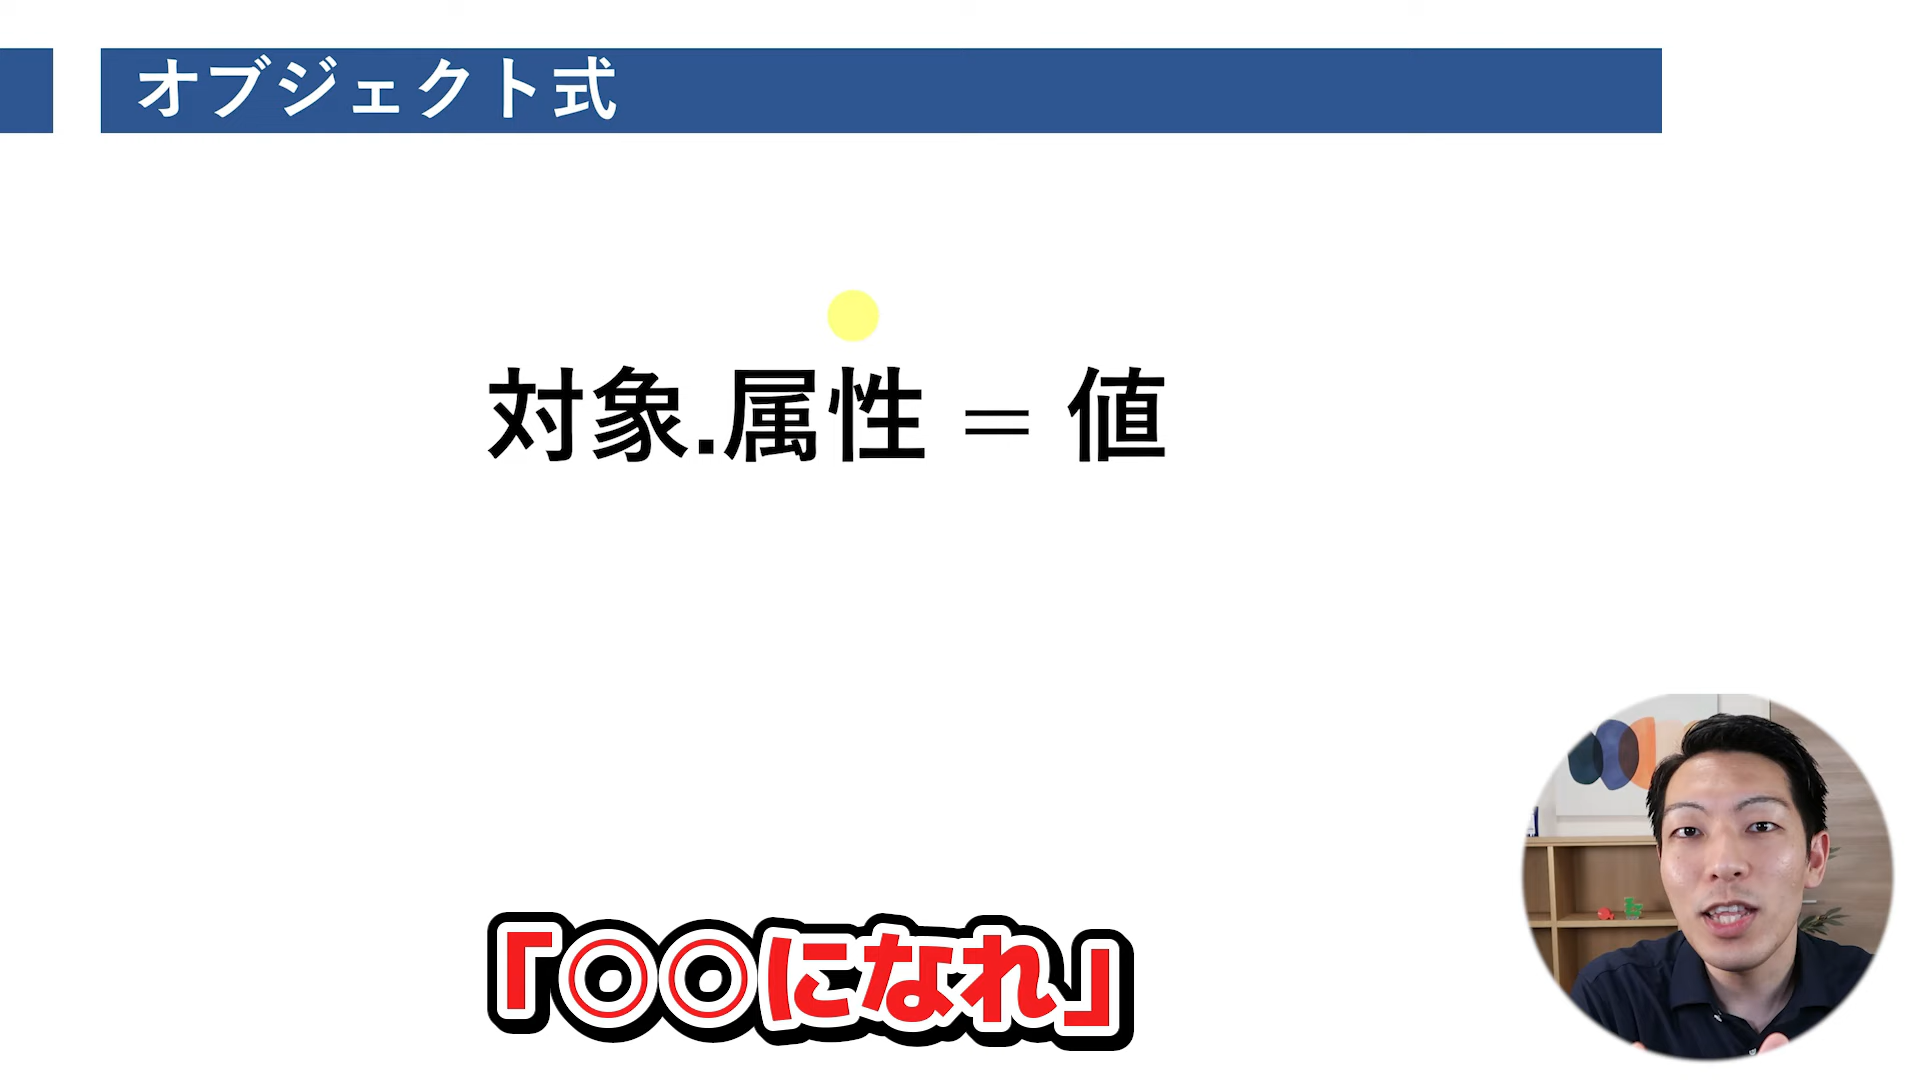 オブジェクト式
対象.属性 = 値
「○○になれ」